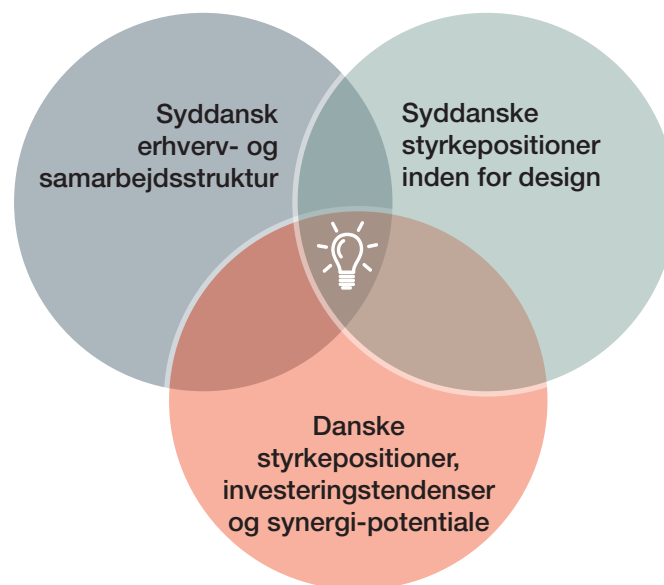 Syddansk
erhverv- og
samarbejdsstruktur
Syddanske
styrkepositioner
inden for design
Danske
styrkepositioner,
investeringstendenser
og synergi-potentiale